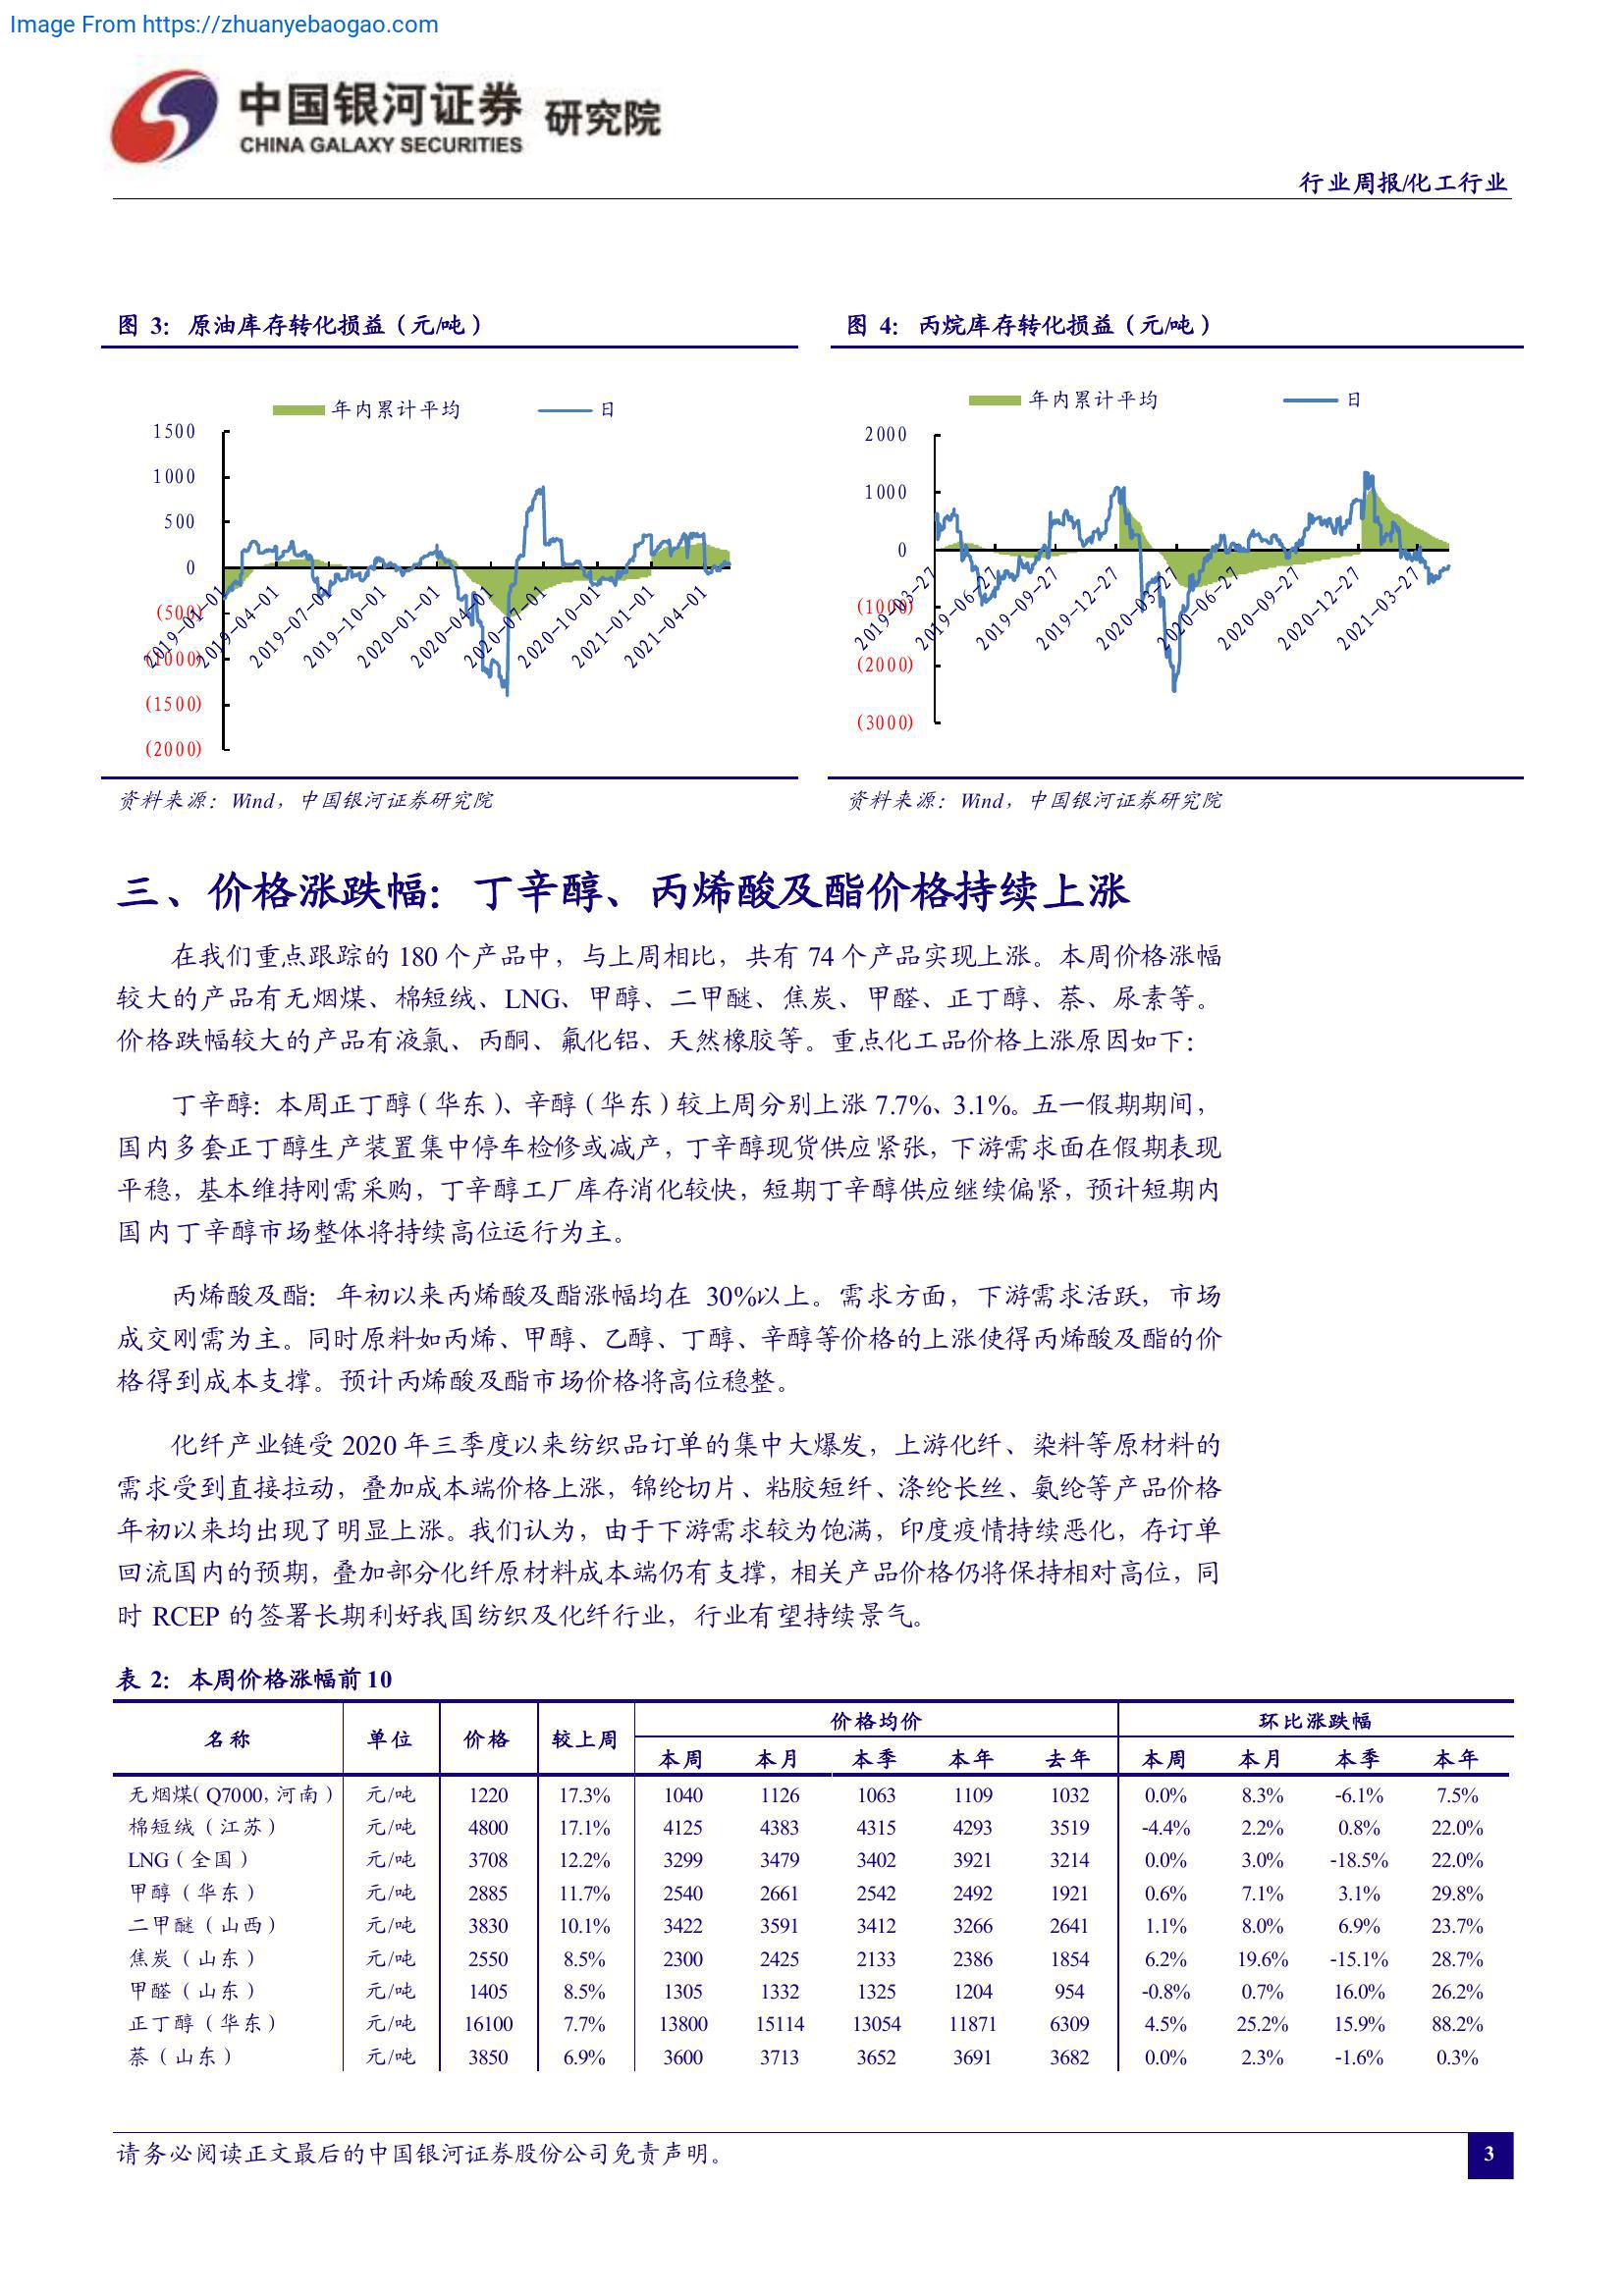 Image From https://zhuanyebaogao.com
中国银河证券 研究院
CHINA GALAXY SECURITIES
行业周报/化工行业
图 3：原油库存转化损益（元/吨）
年内累计平均 日
1500
1000
500
0
(500)
(1000)
(1500)
(2000)
2019-01-01
2019-04-01
2019-07-01
2019-10-01
2020-01-01
2020-04-01
2020-07-01
2020-10-01
2021-01-01
2021-04-01
资料来源：Wind，中国银河证券研究院
图 4：丙烷库存转化损益（元/吨）
年内累计平均 日
2000
1000
0
(1000)
(2000)
(3000)
2019-03-27
2019-06-27
2019-09-27
2019-12-27
2020-03-27
2020-06-27
2020-09-27
2020-12-27
2021-03-27
资料来源：Wind，中国银河证券研究院
三、价格涨跌幅：丁辛醇、丙烯酸及酯价格持续上涨
在我们重点跟踪的 180 个产品中，与上周相比，共有 74 个产品实现上涨。本周价格涨幅
较大的产品有无烟煤、棉短绒、LNG、甲醇、二甲醚、焦炭、甲醛、正丁醇、萘、尿素等。
价格跌幅较大的产品有液氯、丙酮、氟化铝、天然橡胶等。重点化工品价格上涨原因如下：
丁辛醇：本周正丁醇（华东）、辛醇（华东）较上周分别上涨 7.7%、3.1%。五一假期期间，
国内多套正丁醇生产装置集中停车检修或减产，丁辛醇现货供应紧张，下游需求面在假期表现
平稳，基本维持刚需采购，丁辛醇工厂库存消化较快，短期丁辛醇供应继续偏紧，预计短期内
国内丁辛醇市场整体将持续高位运行为主。
丙烯酸及酯：年初以来丙烯酸及酯涨幅均在 30%以上。需求方面，下游需求活跃，市场
成交刚需为主。同时原料如丙烯、甲醇、乙醇、丁醇、辛醇等价格的上涨使得丙烯酸及酯的价
格得到成本支撑。预计丙烯酸及酯市场价格将高位稳整。
化纤产业链受 2020 年三季度以来纺织品订单的集中大爆发，上游化纤、染料等原材料的
需求受到直接拉动，叠加成本端价格上涨，锦纶切片、粘胶短纤、涤纶长丝、氨纶等产品价格
年初以来均出现了明显上涨。我们认为，由于下游需求较为饱满，印度疫情持续恶化，存订单
回流国内的预期，叠加部分化纤原材料成本端仍有支撑，相关产品价格仍将保持相对高位，同
时 RCEP 的签署长期利好我国纺织及化纤行业，行业有望持续景气。
表 2：本周价格涨幅前 10
名称 单位 价格 较上周 价格均价 环比涨跌幅
本周 本月 本季 本年 去年 本周 本月 本季 本年
无烟煤（Q7000，河南） 元/吨 1220 17.3% 1040 1126 1063 1109 1032 0.0% 8.3% -6.1% 7.5%
棉短绒（江苏） 元/吨 4800 17.1% 4125 4383 4315 4293 3519 -4.4% 2.2% 0.8% 22.0%
LNG（全国） 元/吨 3708 12.2% 3299 3479 3402 3921 3214 0.0% 3.0% -18.5% 22.0%
甲醇（华东） 元/吨 2885 11.7% 2540 2661 2542 2492 1921 0.6% 7.1% 3.1% 29.8%
二甲醚（山西） 元/吨 3830 10.1% 3422 3591 3412 3266 2641 1.1% 8.0% 6.9% 23.7%
焦炭（山东） 元/吨 2550 8.5% 2300 2425 2133 2386 1854 6.2% 19.6% -15.1% 28.7%
甲醛（山东） 元/吨 1405 8.5% 1305 1332 1325 1204 954 -0.8% 0.7% 16.0% 26.2%
正丁醇（华东） 元/吨 16100 7.7% 13800 15114 13054 11871 6309 4.5% 25.2% 15.9% 88.2%
萘（山东） 元/吨 3850 6.9% 3600 3713 3652 3691 3682 0.0% 2.3% -1.6% 0.3%
请务必阅读正文最后的中国银河证券股份公司免责声明。
3